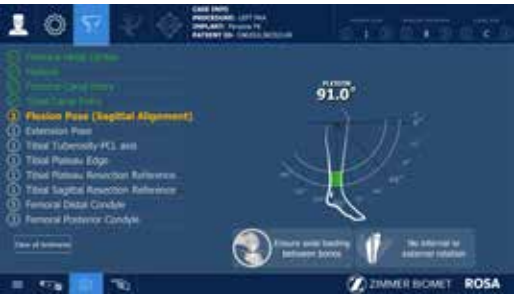 CASE INFO
PROCEDURE: LEFT PKA
IMPLANT: Persona PK
PATIENT ID:
I
B
C
Femoral Head Center
Malleoli
Femoral Canal Entry
Tibial Canal Entry
Flexion Pose (Sagittal Alignment)
Extension Pose
Tibial Tuberosity-PCL axis
Tibial Plateau Edge
Tibial Plateau Resection Reference
Tibial Sagittal Resection Reference
Femoral Distal Condyle
Femoral Posterior Condyle
FLEXION
91.0°
Ensure axial loading
between bones
No internal or
external rotation
Clear all landmarks
ZIMMER BIOMET ROSA